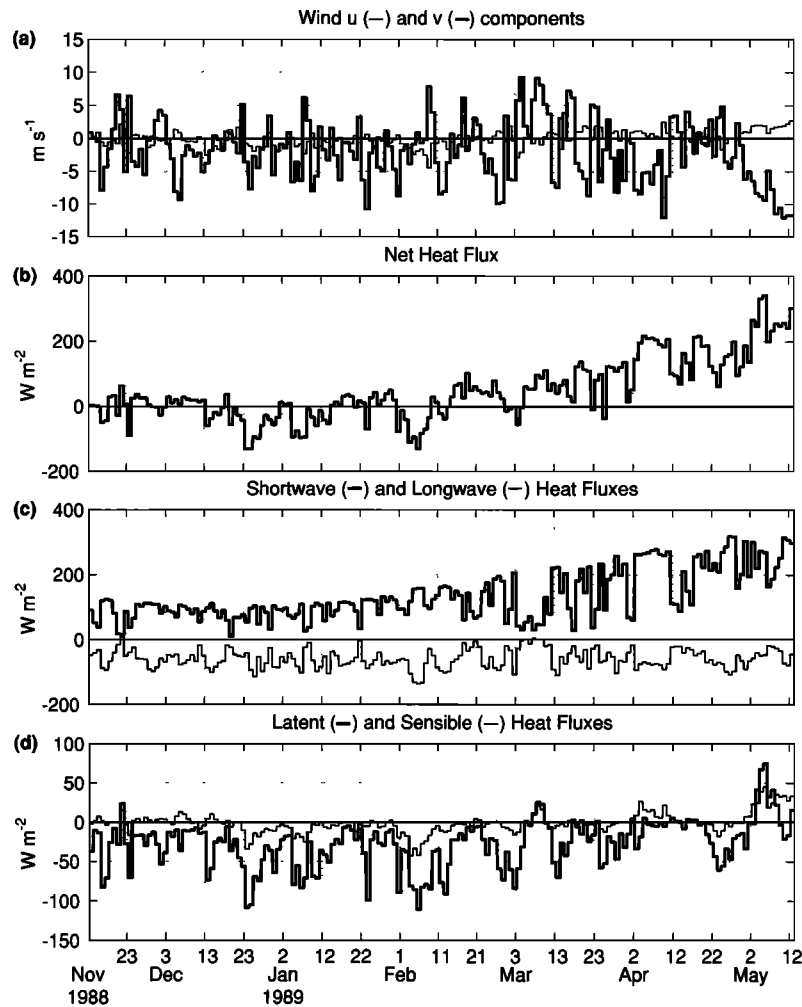 Wind u (—) and v (—) components
(a)
15
10
5
0
-5
-10
-15
m s-1
Net Heat Flux
(b)
400
200
0
-200
W m-2
Shortwave (—) and Longwave (—) Heat Fluxes
(c)
400
200
0
-200
W m-2
Latent (—) and Sensible (—) Heat Fluxes
(d)
100
50
0
-50
-100
-150
W m-2
23 3 13 23 2 12 22 1 11 21 3 13 23 2 12 22 2 12
Nov Dec Jan Feb Mar Apr May
1988 1989